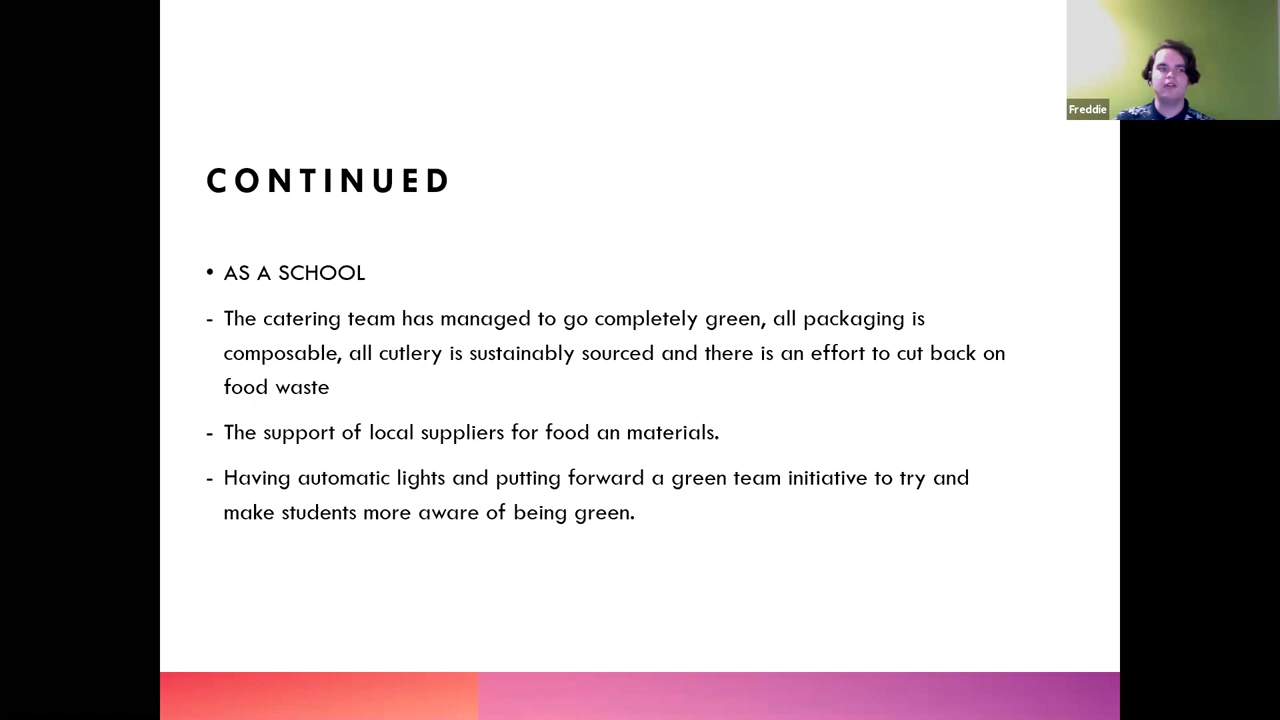 Freddie
CONTINUED
• AS A SCHOOL
- The catering team has managed to go completely green, all packaging is
composable, all cutlery is sustainably sourced and there is an effort to cut back on
food waste
- The support of local suppliers for food an materials.
- Having automatic lights and putting forward a green team initiative to try and
make students more aware of being green.